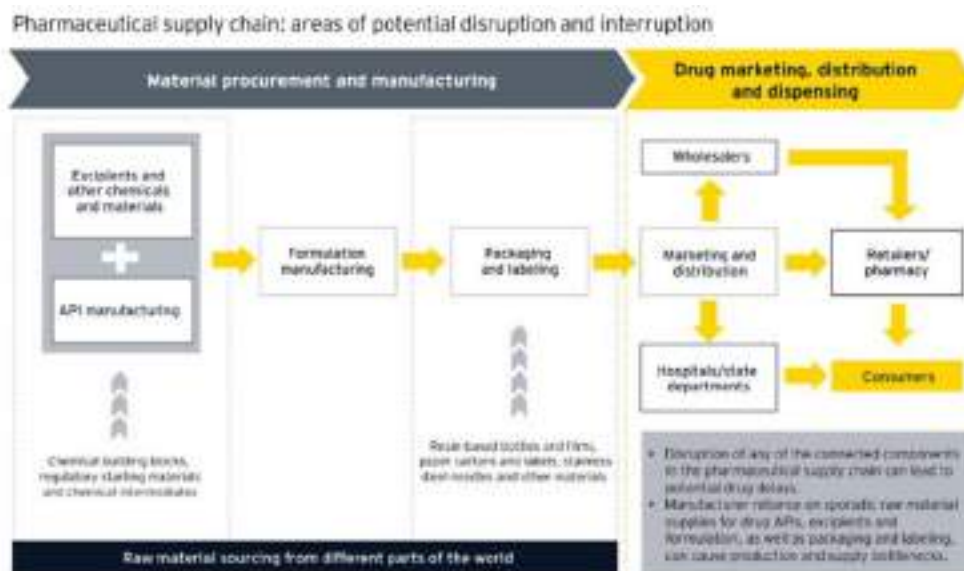 Pharmaceutical supply chain: areas of potential disruption and interruption
Material procurement and manufacturing
Drug marketing, distribution
and dispensing
Excipients and
other chemicals
and materials
API manufacturing
Formulation
manufacturing
Packaging
and labeling
Wholesalers
Marketing and
distribution
Retailers/
pharmacy
Hospitals/state
departments
Consumers
Chemical building blocks,
regulatory starting materials
and chemical intermediates
Resin-based bottles and films,
paper cartons and labels, stainless
steel needles and other materials
• Disruption of any of the connected components
in the pharmaceutical supply chain can lead to
potential drug delays.
• Manufacturer reliance on sporadic raw material
supplies for drug APIs, excipients and
formulation, as well as packaging and labeling,
can cause production and supply bottlenecks.
Raw material sourcing from different parts of the world